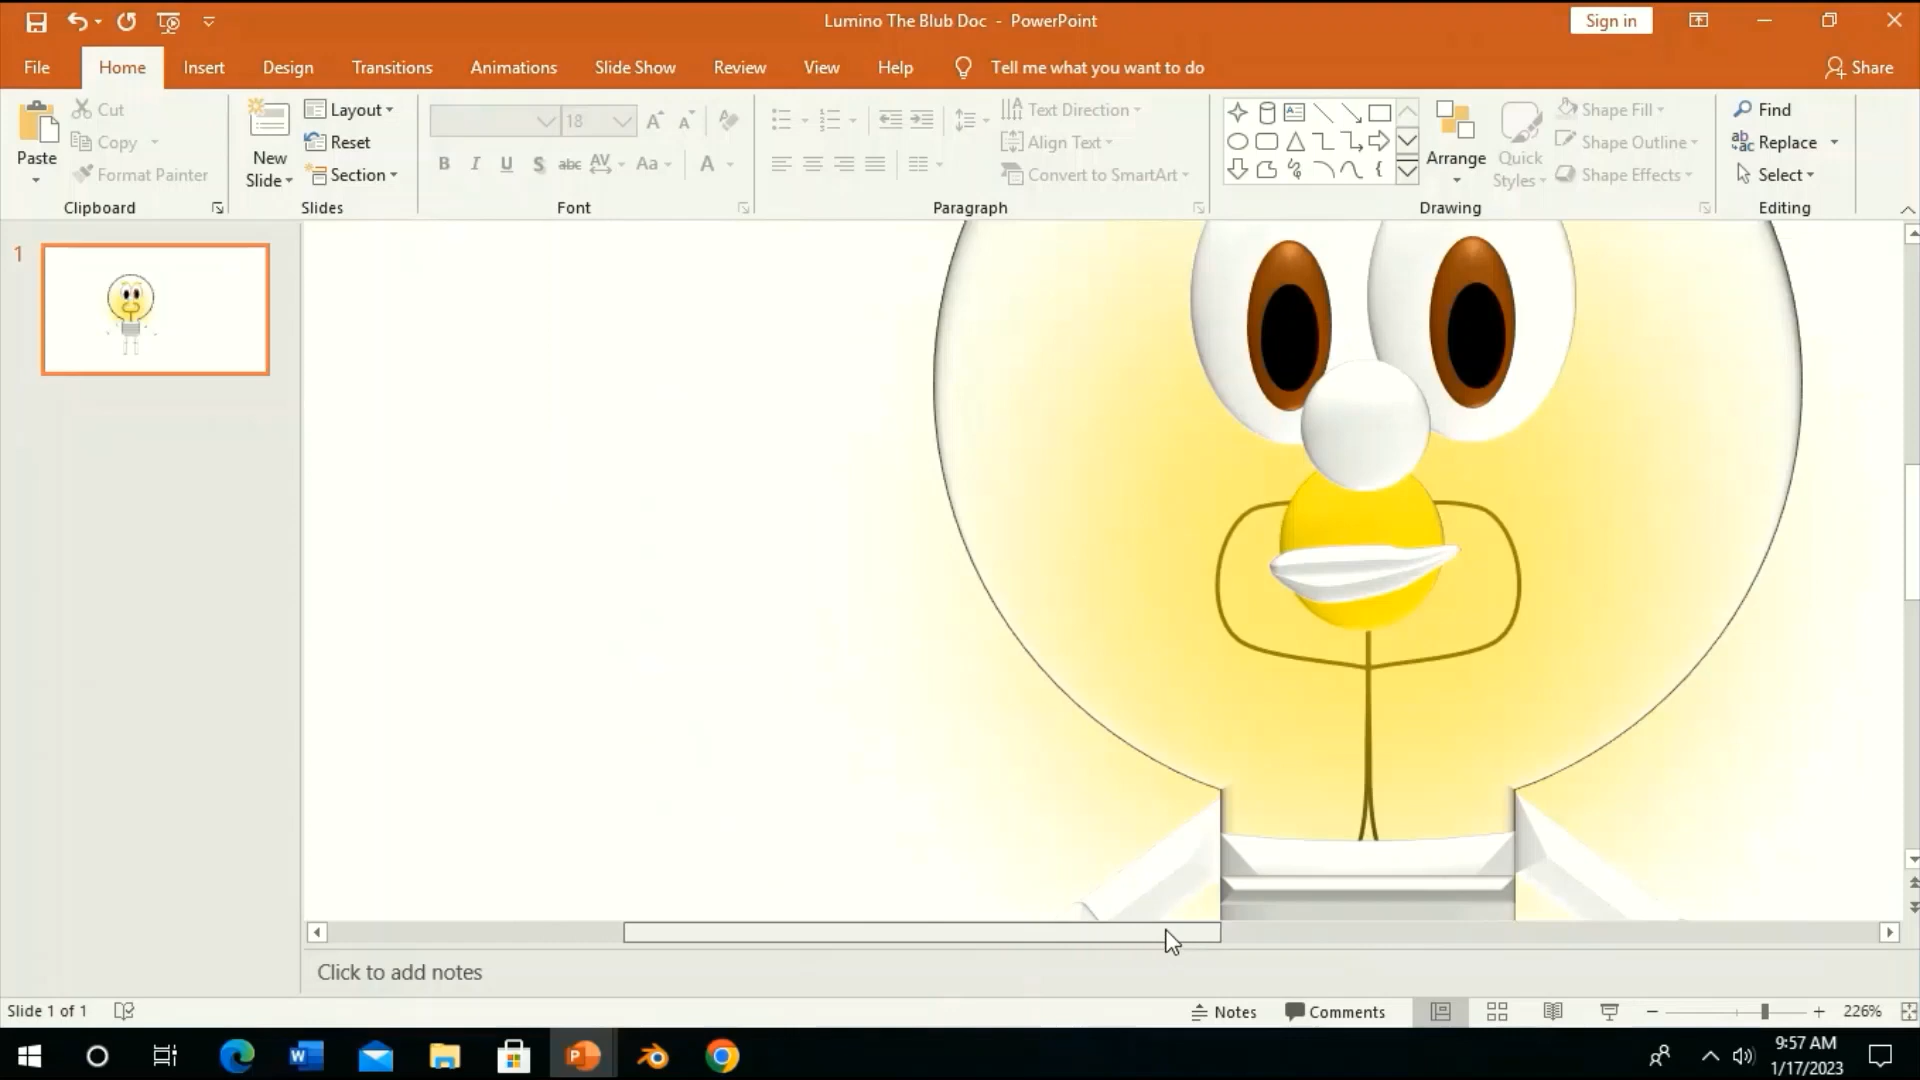 Lumino The Blub Doc - PowerPoint
Sign in
File Home Insert Design Transitions Animations Slide Show Review View Help Tell me what you want to do Share
Paste
Cut
Copy
Format Painter
Clipboard
New Slide
Layout
Reset
Section
Slides
18
A A
B I U S abc AV Aa A
Font
Text Direction
Align Text
Convert to SmartArt
Paragraph
Arrange
Quick Styles
Shape Fill
Shape Outline
Shape Effects
Drawing
Find
Replace
Select
Editing
1
Click to add notes
Slide 1 of 1
Notes
Comments
226%
9:57 AM
1/17/2023